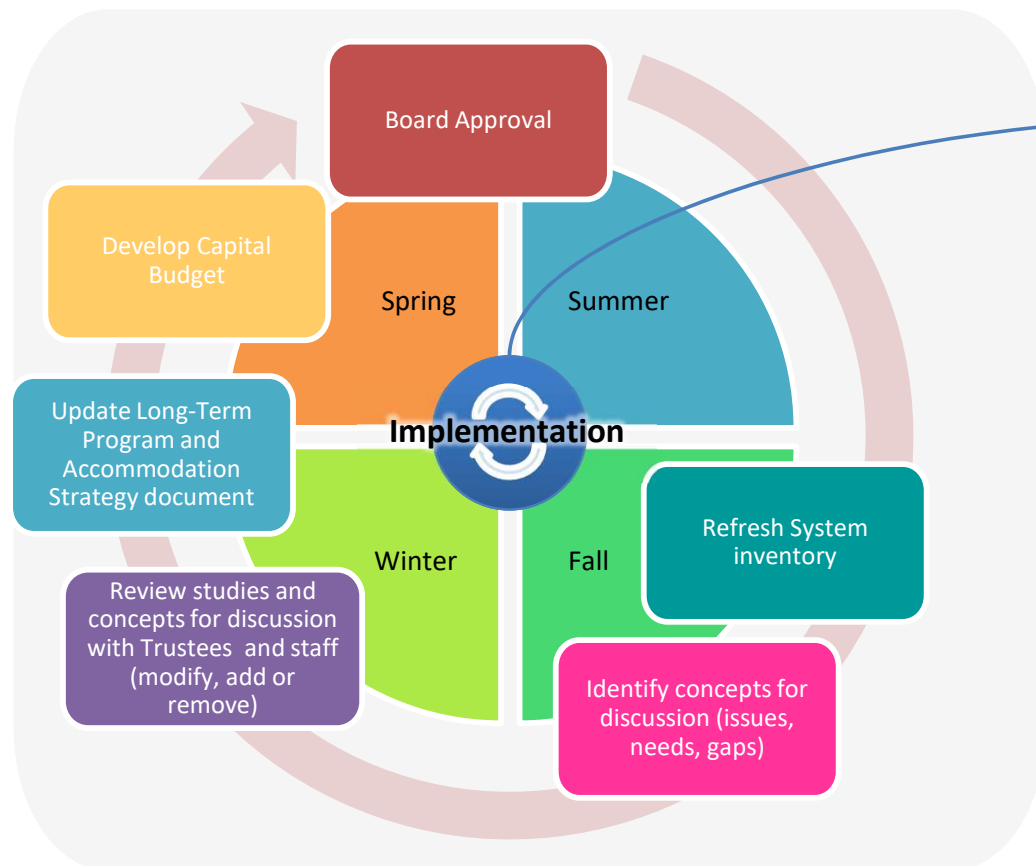 Board Approval
Develop Capital
Budget
Spring
Summer
Update Long-Term
Program and
Accommodation
Strategy document
Implementation
Refresh System
inventory
Winter
Fall
Review studies and
concepts for discussion
with Trustees  and staff
(modify, add or
remove)
Identify concepts for
discussion (issues,
needs, gaps)